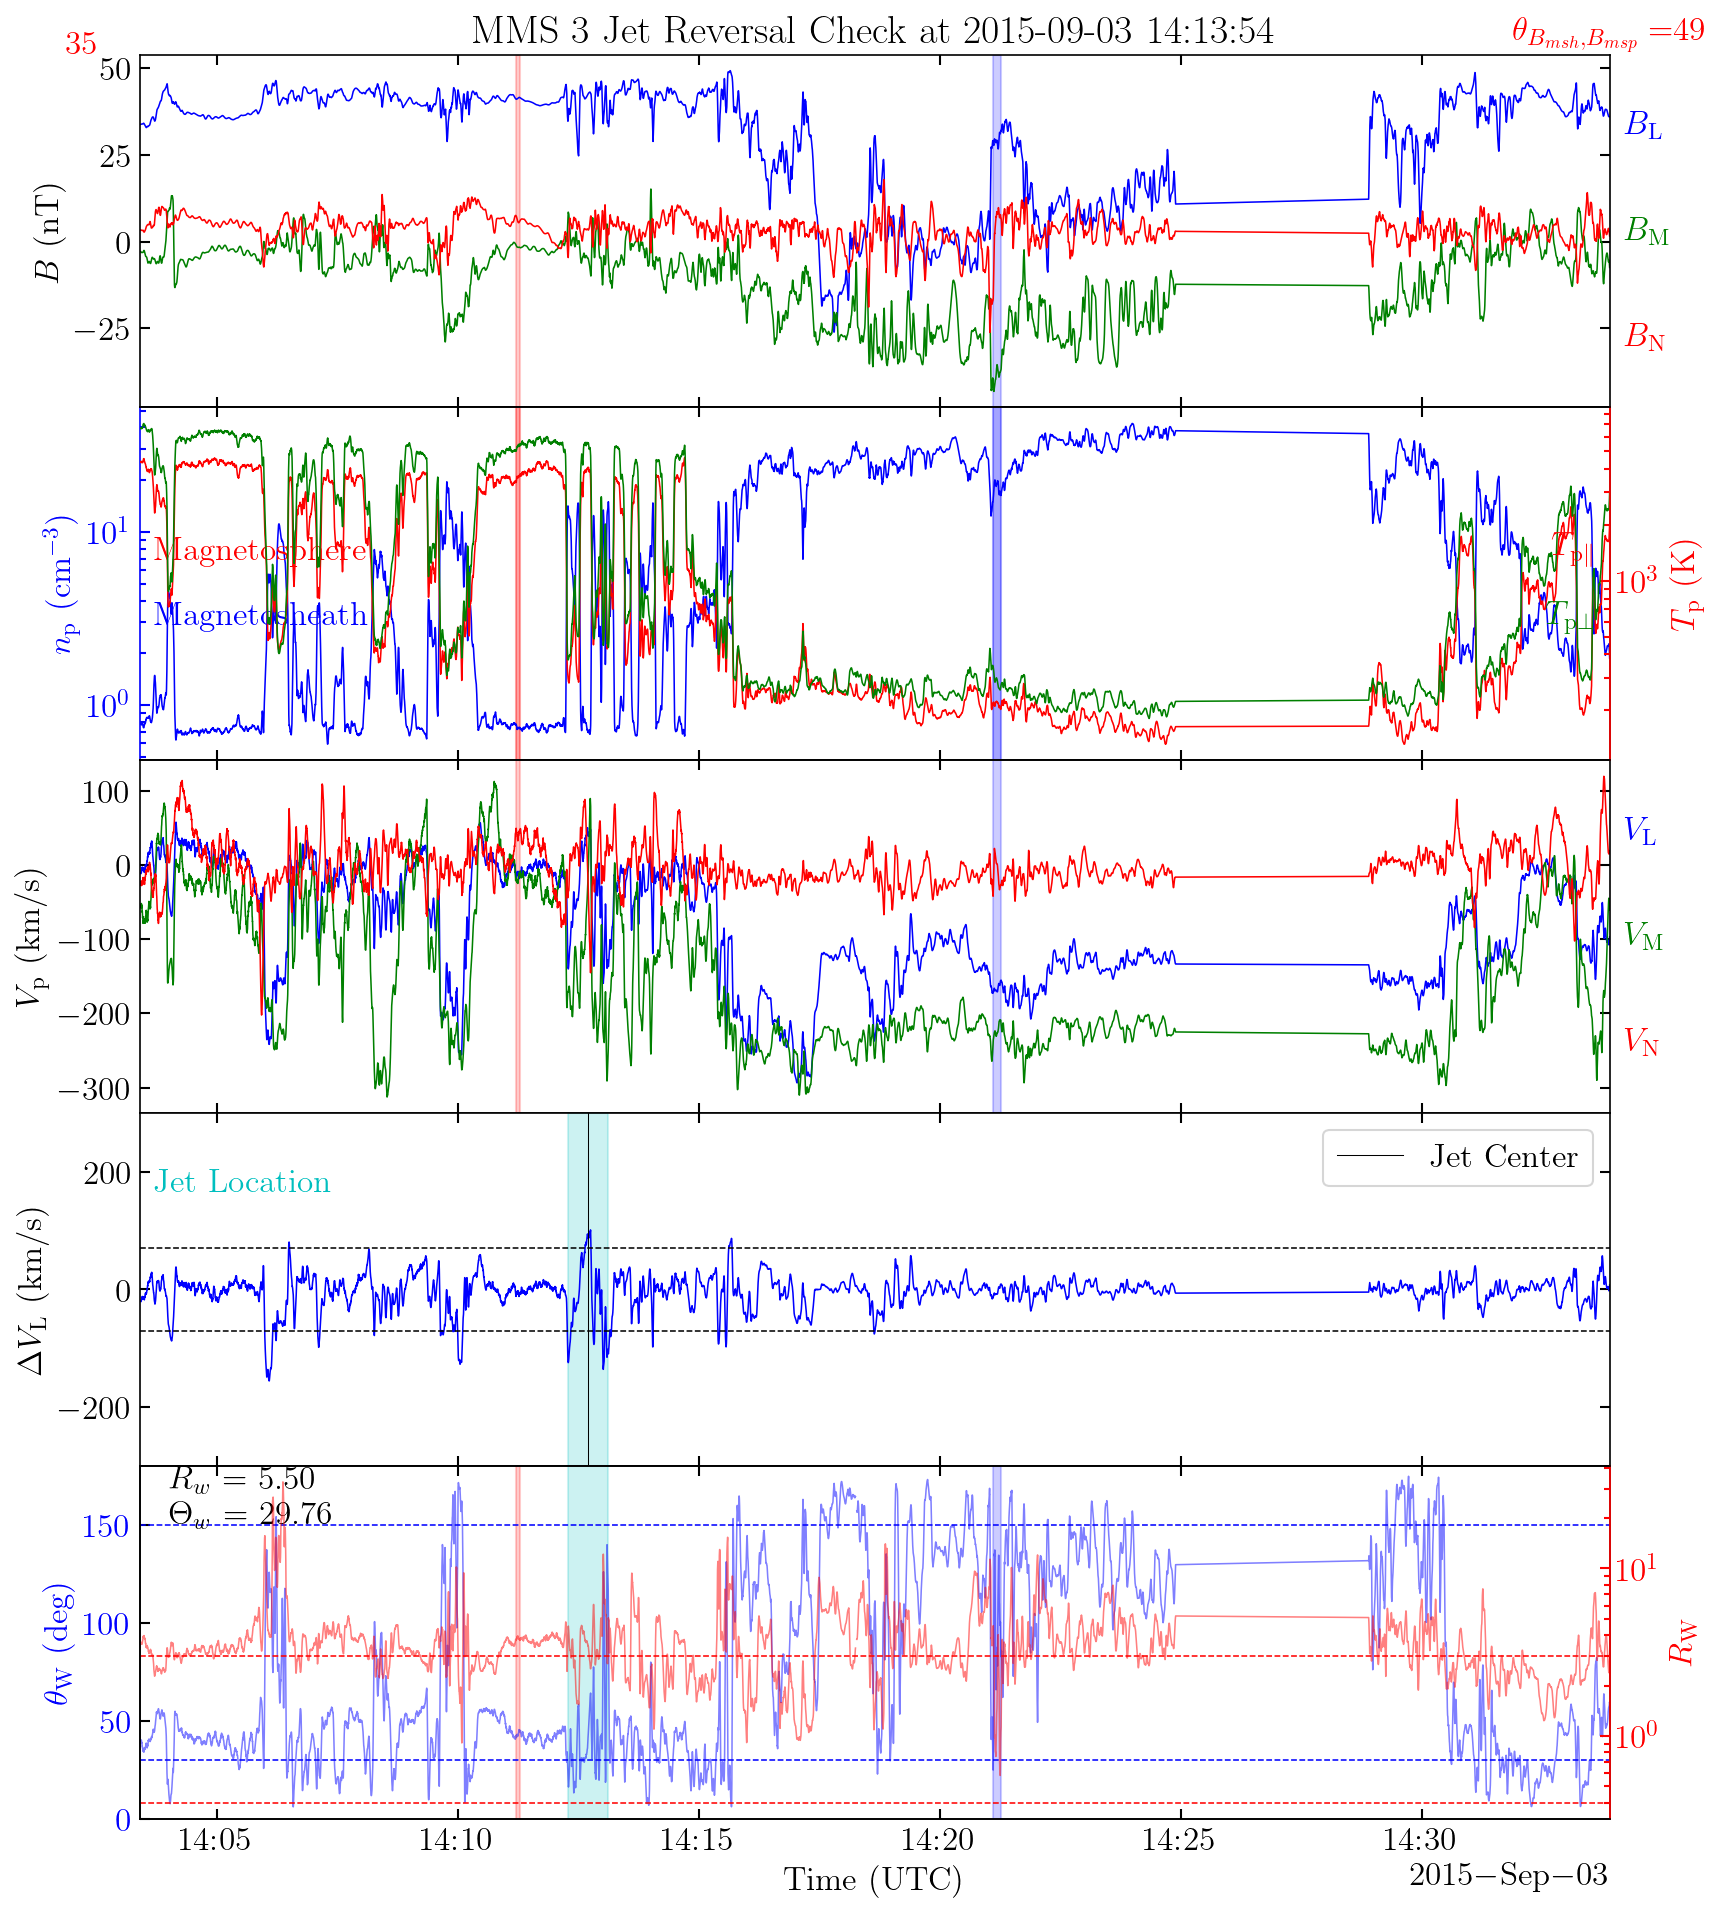 MMS 3 Jet Reversal Check at 2015-09-03 14:13:54
35
θ_{B_{msh},B_{msp}} =49
50
25
0
−25
B (nT)
B_L
B_M
B_N
10^1
10^0
n_p (cm^{−3})
Magnetosphere
Magnetosheath
T_{p∥}
T_{p⊥}
10^3
T_p (K)
100
0
−100
−200
−300
V_p (km/s)
V_L
V_M
V_N
200
0
−200
ΔV_L (km/s)
Jet Location
Jet Center
R_w = 5.50
Θ_w = 29.76
150
100
50
0
θ_W (deg)
10^1
10^0
R_W
14:05
14:10
14:15
14:20
14:25
14:30
Time (UTC)
2015−Sep−03